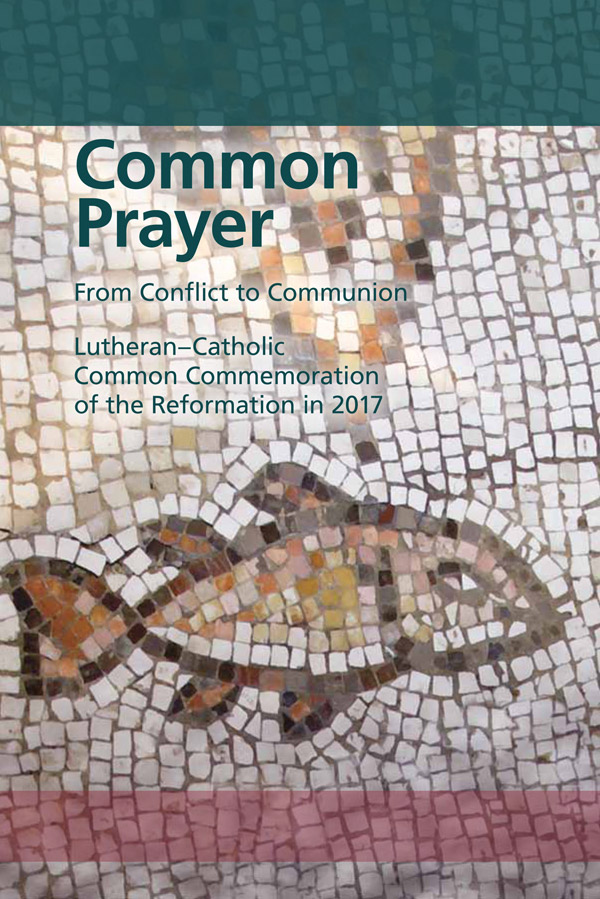 Common
Prayer
From Conflict to Communion
Lutheran–Catholic
Common Commemoration
of the Reformation in 2017